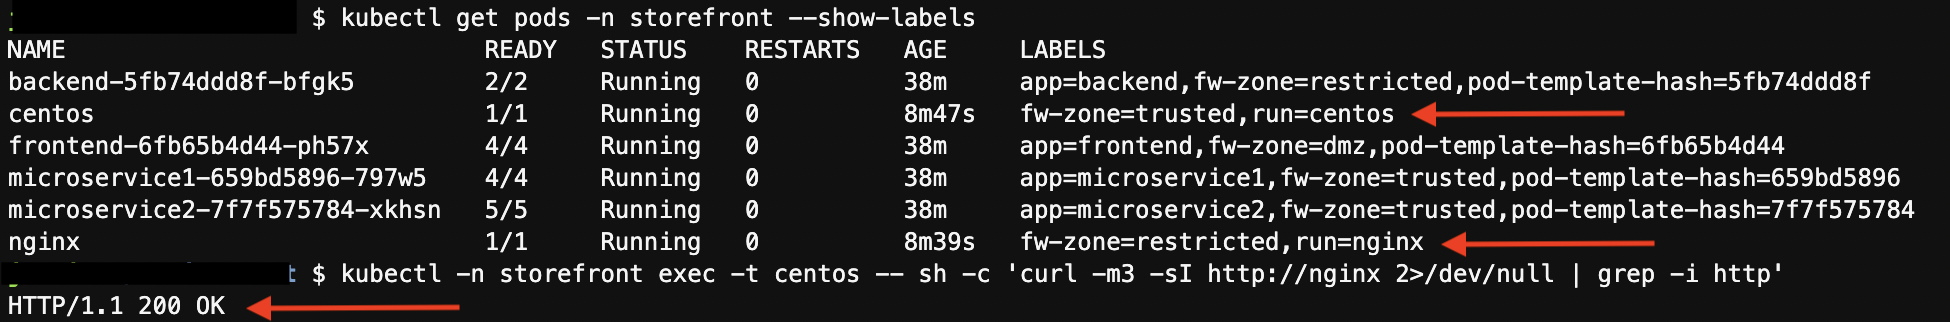 $ kubectl get pods -n storefront --show-labels
NAME READY STATUS RESTARTS AGE LABELS
backend-5fb74ddd8f-bfgk5 2/2 Running 0 38m app=backend,fw-zone=restricted,pod-template-hash=5fb74ddd8f
centos 1/1 Running 0 8m47s fw-zone=trusted,run=centos
frontend-6fb65b4d44-ph57x 4/4 Running 0 38m app=frontend,fw-zone=dmz,pod-template-hash=6fb65b4d44
microservice1-659bd5896-797w5 4/4 Running 0 38m app=microservice1,fw-zone=trusted,pod-template-hash=659bd5896
microservice2-7f7f575784-xkhsn 5/5 Running 0 38m app=microservice2,fw-zone=trusted,pod-template-hash=7f7f575784
nginx 1/1 Running 0 8m39s fw-zone=restricted,run=nginx
$ kubectl -n storefront exec -t centos -- sh -c 'curl -m3 -sI http://nginx 2>/dev/null | grep -i http'
HTTP/1.1 200 OK